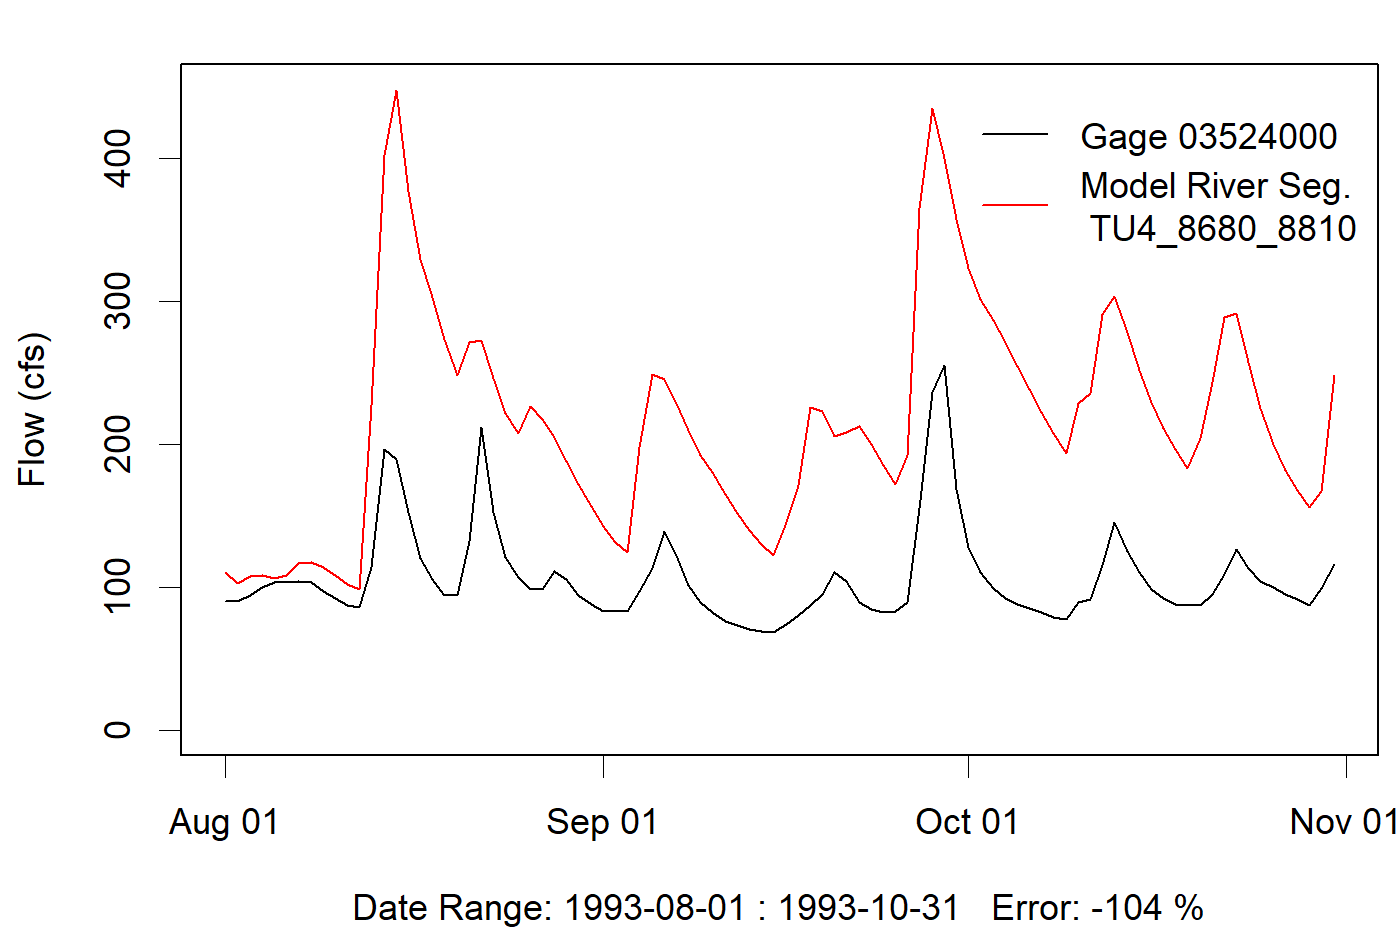 Flow (cfs)
400
300
200
100
0
Gage 03524000
Model River Seg.
TU4_8680_8810
Aug 01 Sep 01 Oct 01 Nov 01
Date Range: 1993-08-01 : 1993-10-31 Error: -104 %